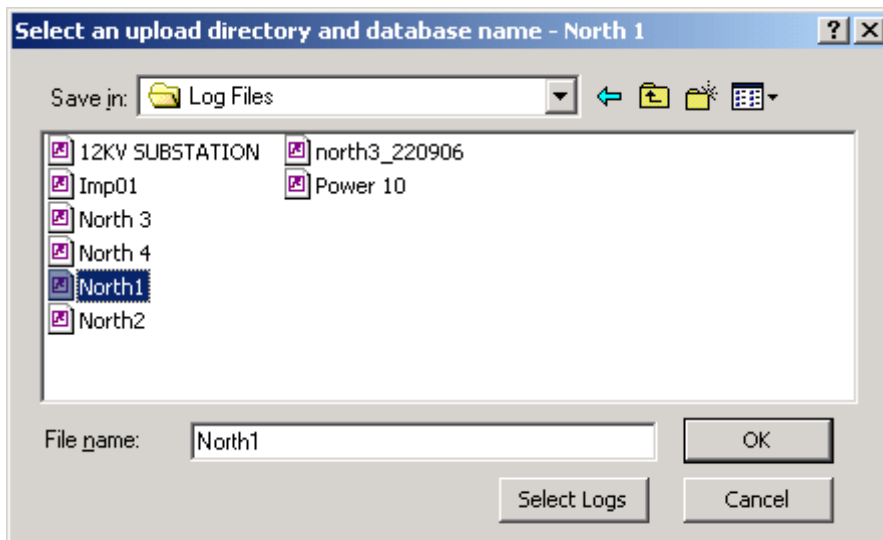 Select an upload directory and database name - North 1
Save in: Log Files
12KV SUBSTATION
Imp01
North 3
North 4
North1
North2
north3_220906
Power 10
File name: North1 OK
Select Logs Cancel